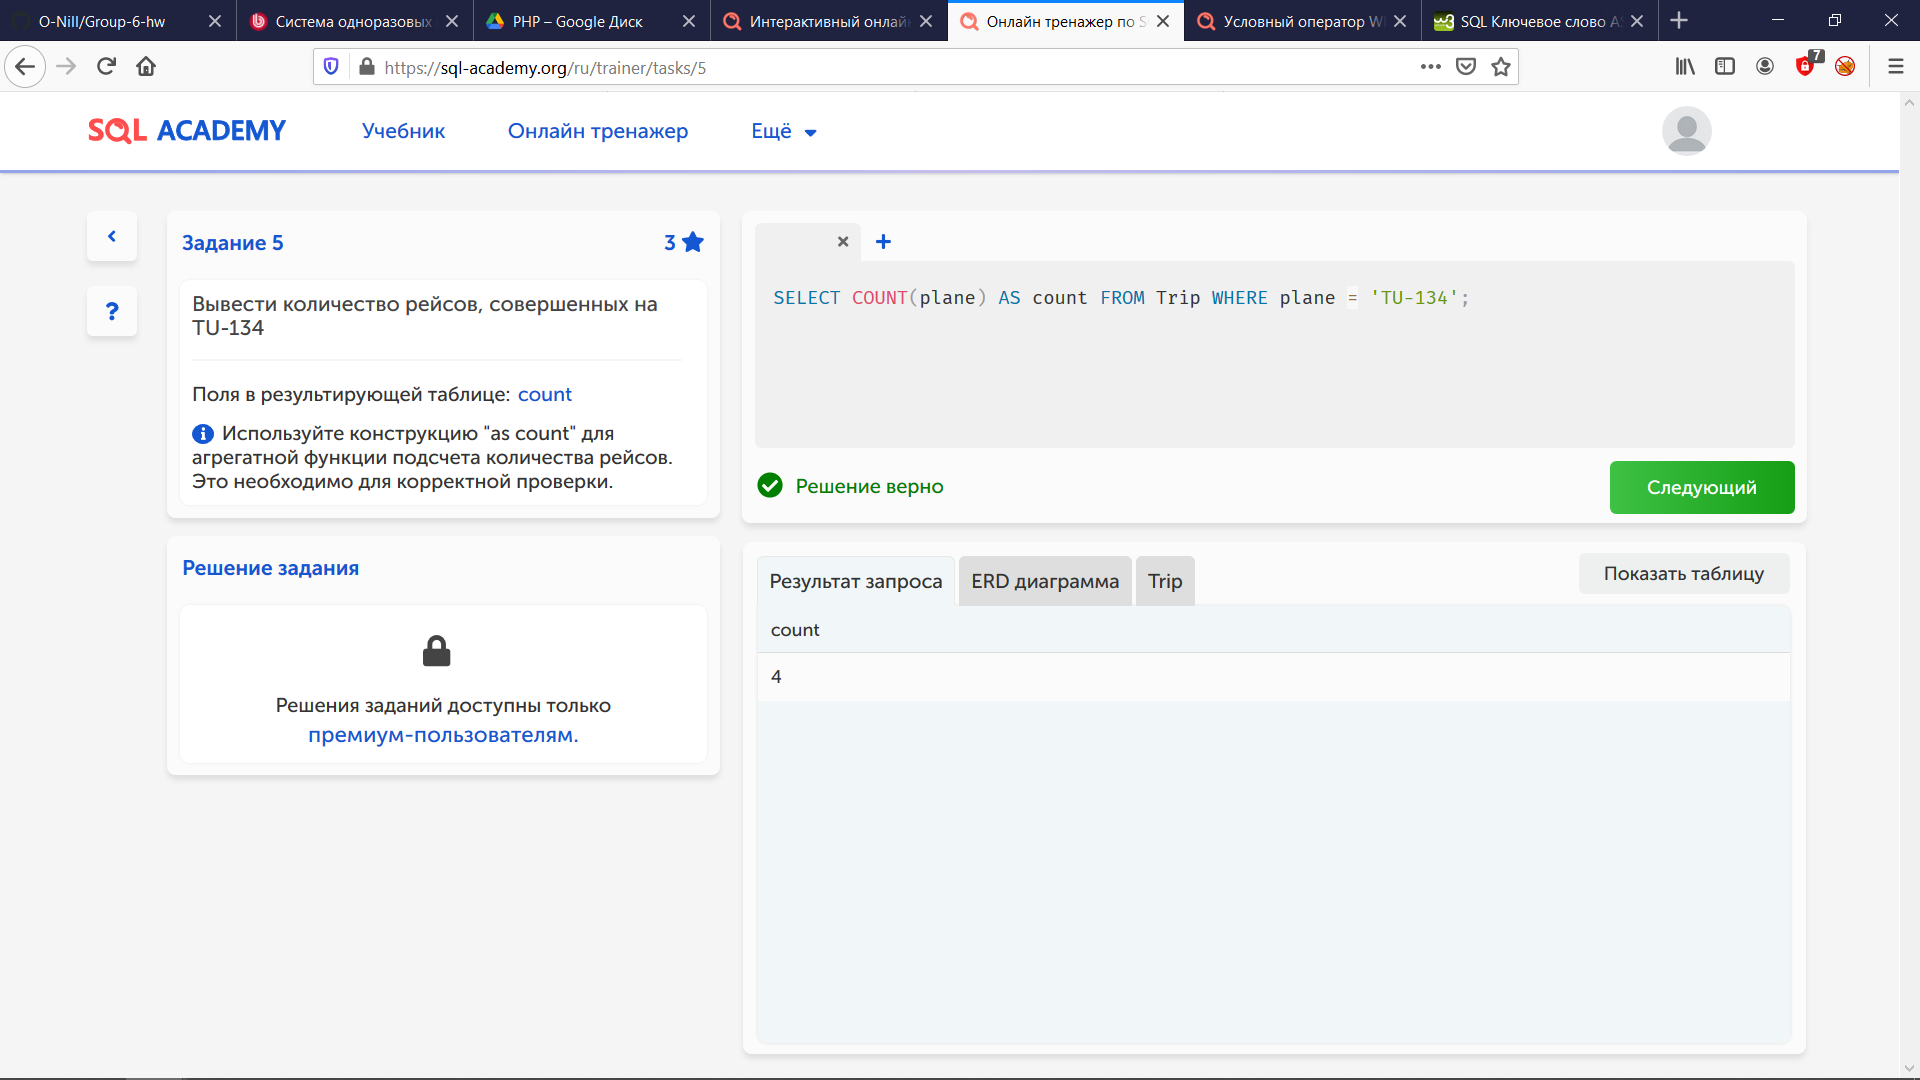 O-Nill/Group-6-hw
Система одноразовых
PHP – Google Диск
Интерактивный онлай
Онлайн тренажер по S
Условный оператор W
SQL Ключевое слово A
https://sql-academy.org/ru/trainer/tasks/5
7
SQL ACADEMY
Учебник
Онлайн тренажер
Ещё
Задание 5
3
Вывести количество рейсов, совершенных на
TU-134
Поля в результирующей таблице: count
Используйте конструкцию "as count" для
агрегатной функции подсчета количества рейсов.
Это необходимо для корректной проверки.
Решение задания
Решения заданий доступны только
премиум-пользователям.
SELECT COUNT(plane) AS count FROM Trip WHERE plane = 'TU-134';
Решение верно
Следующий
Результат запроса
ERD диаграмма
Trip
Показать таблицу
count
4